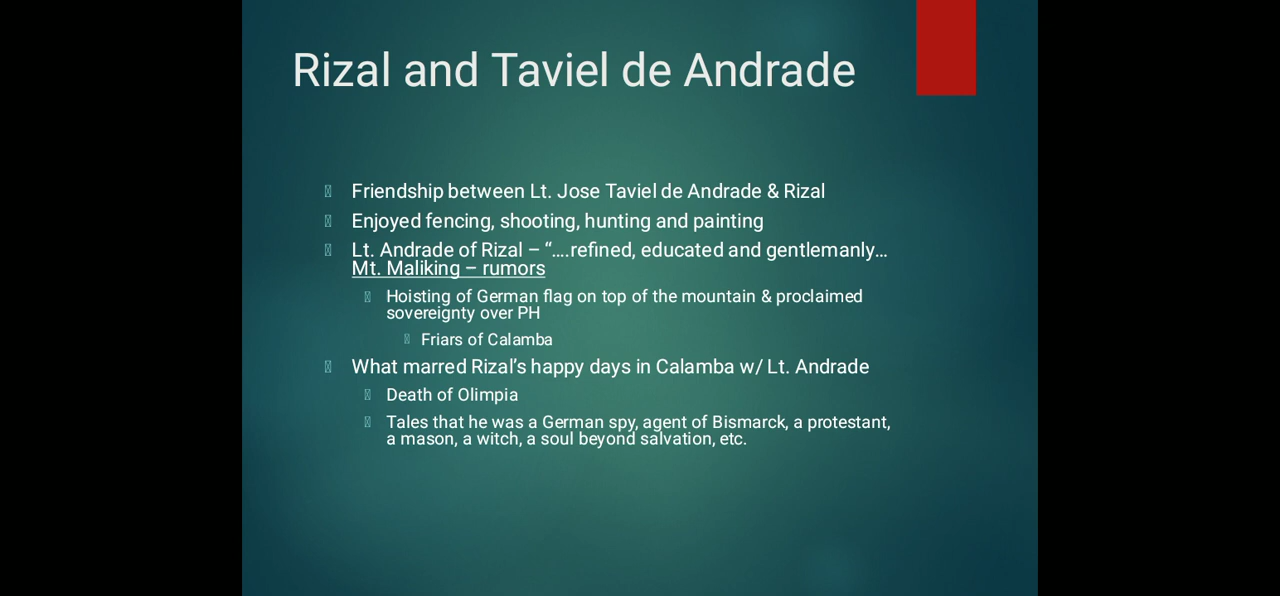 Rizal and Taviel de Andrade
Friendship between Lt. Jose Taviel de Andrade & Rizal
Enjoyed fencing, shooting, hunting and painting
Lt. Andrade of Rizal – “….refined, educated and gentlemanly…
Mt. Maliking – rumors
Hoisting of German flag on top of the mountain & proclaimed
sovereignty over PH
Friars of Calamba
What marred Rizal’s happy days in Calamba w/ Lt. Andrade
Death of Olimpia
Tales that he was a German spy, agent of Bismarck, a protestant,
a mason, a witch, a soul beyond salvation, etc.